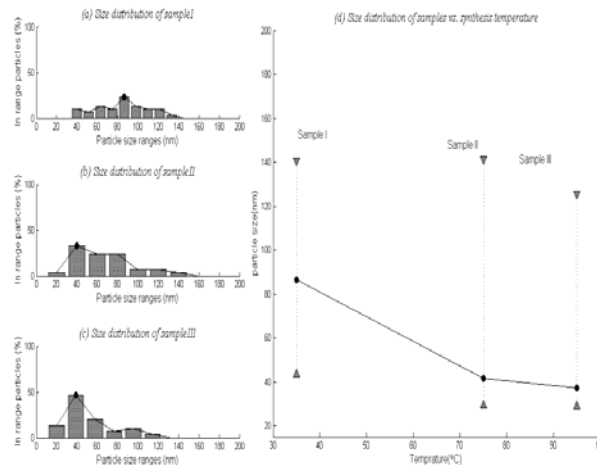 (a) Size distribution of sample I
In range particles (%)
100
50
0
0 20 40 60 80 100 120 140 160 180 200
Particle size ranges (nm)
(b) Size distribution of sample II
In range particles (%)
100
50
0
0 20 40 60 80 100 120 140 160 180 200
Particle size ranges (nm)
(c) Size distribution of sample III
In range particles (%)
100
50
0
0 20 40 60 80 100 120 140 160 180 200
Particle size ranges (nm)
(d) Size distribution of samples vs. synthesis temperature
particle size(nm)
200
180
160
140
120
100
80
60
40
20
Sample I
Sample II
Sample III
30 40 50 60 70 80 90
Temprature(°C)